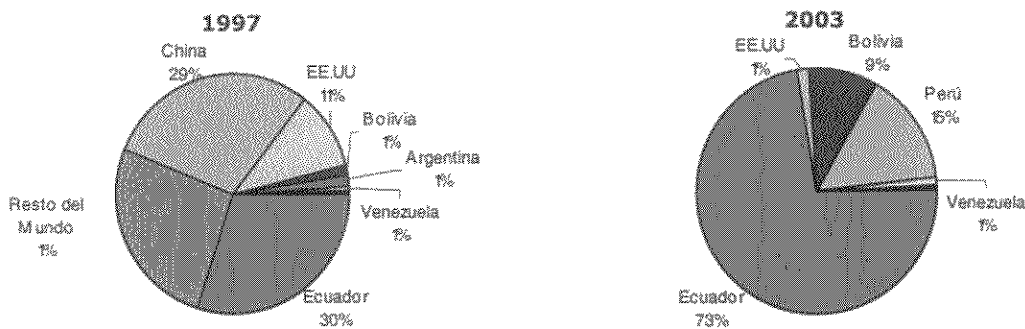 1997
China
29%
EE.UU
11%
Bolivia
1%
Argentina
1%
Venezuela
1%
Resto del
Mundo
1%
Ecuador
30%
2003
EE.UU
1%
Bolivia
9%
Perú
15%
Venezuela
1%
Ecuador
73%